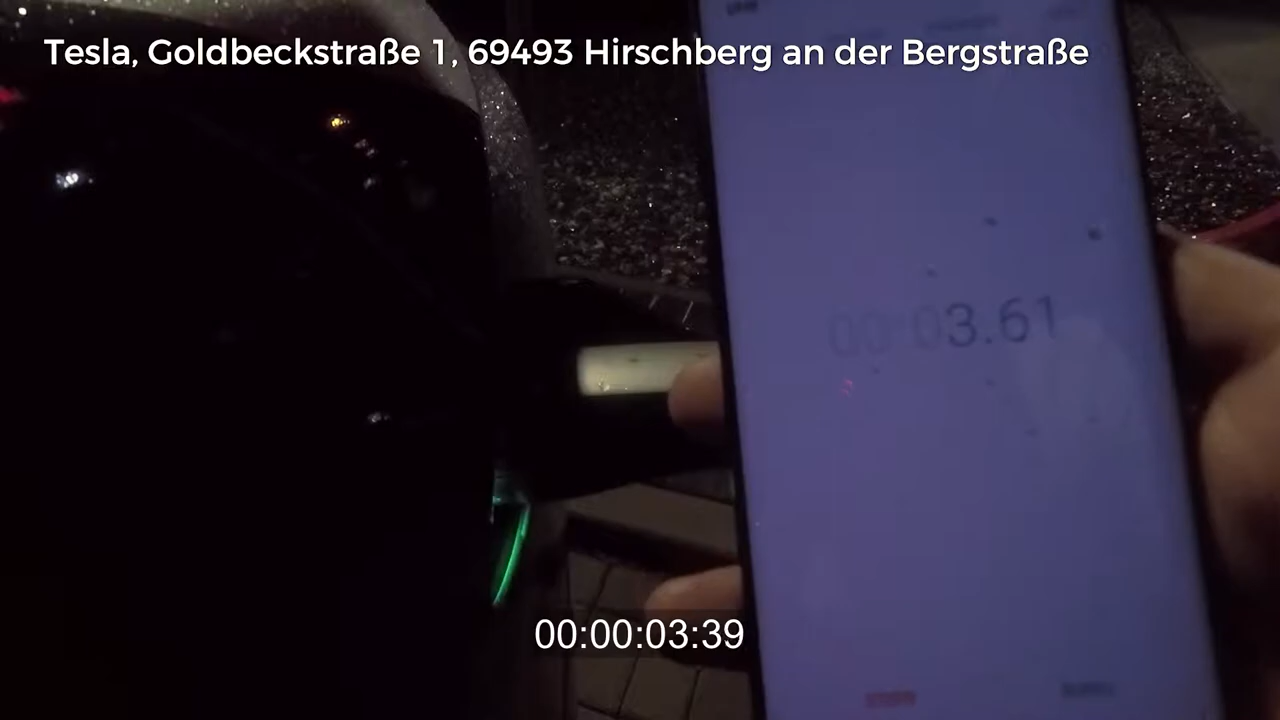 Tesla, Goldbeckstraße 1, 69493 Hirschberg an der Bergstraße
00:03.61
00:00:03:39